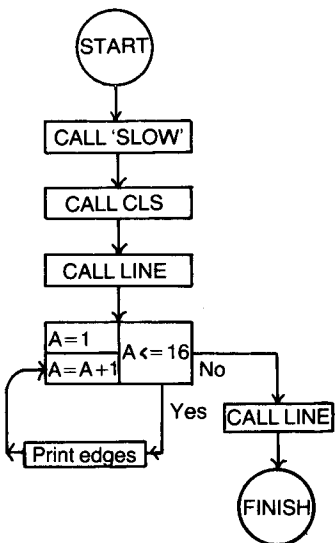 START
CALL 'SLOW'
CALL CLS
CALL LINE
A=1
A<=16
A=A+1
No
Yes
CALL LINE
Print edges
FINISH